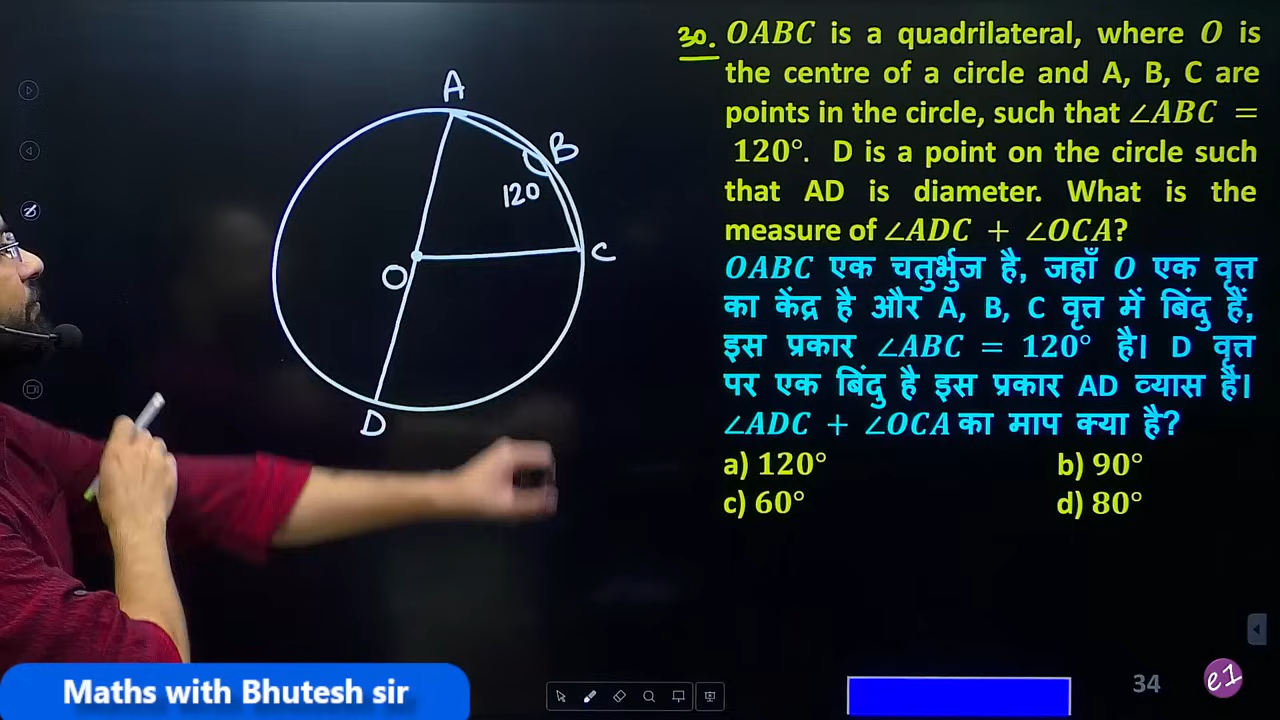 30. OABC is a quadrilateral, where O is
the centre of a circle and A, B, C are
points in the circle, such that ∠ABC =
120°. D is a point on the circle such
that AD is diameter. What is the
measure of ∠ADC + ∠OCA?
OABC एक चतुर्भुज है, जहाँ O एक वृत्त
का केंद्र है और A, B, C वृत्त में बिंदु हैं,
इस प्रकार ∠ABC = 120° है। D वृत्त
पर एक बिंदु है इस प्रकार AD व्यास है।
∠ADC + ∠OCA का माप क्या है?
a) 120° b) 90°
c) 60° d) 80°
A
B
120
C
O
D
Maths with Bhutesh sir
34
e1